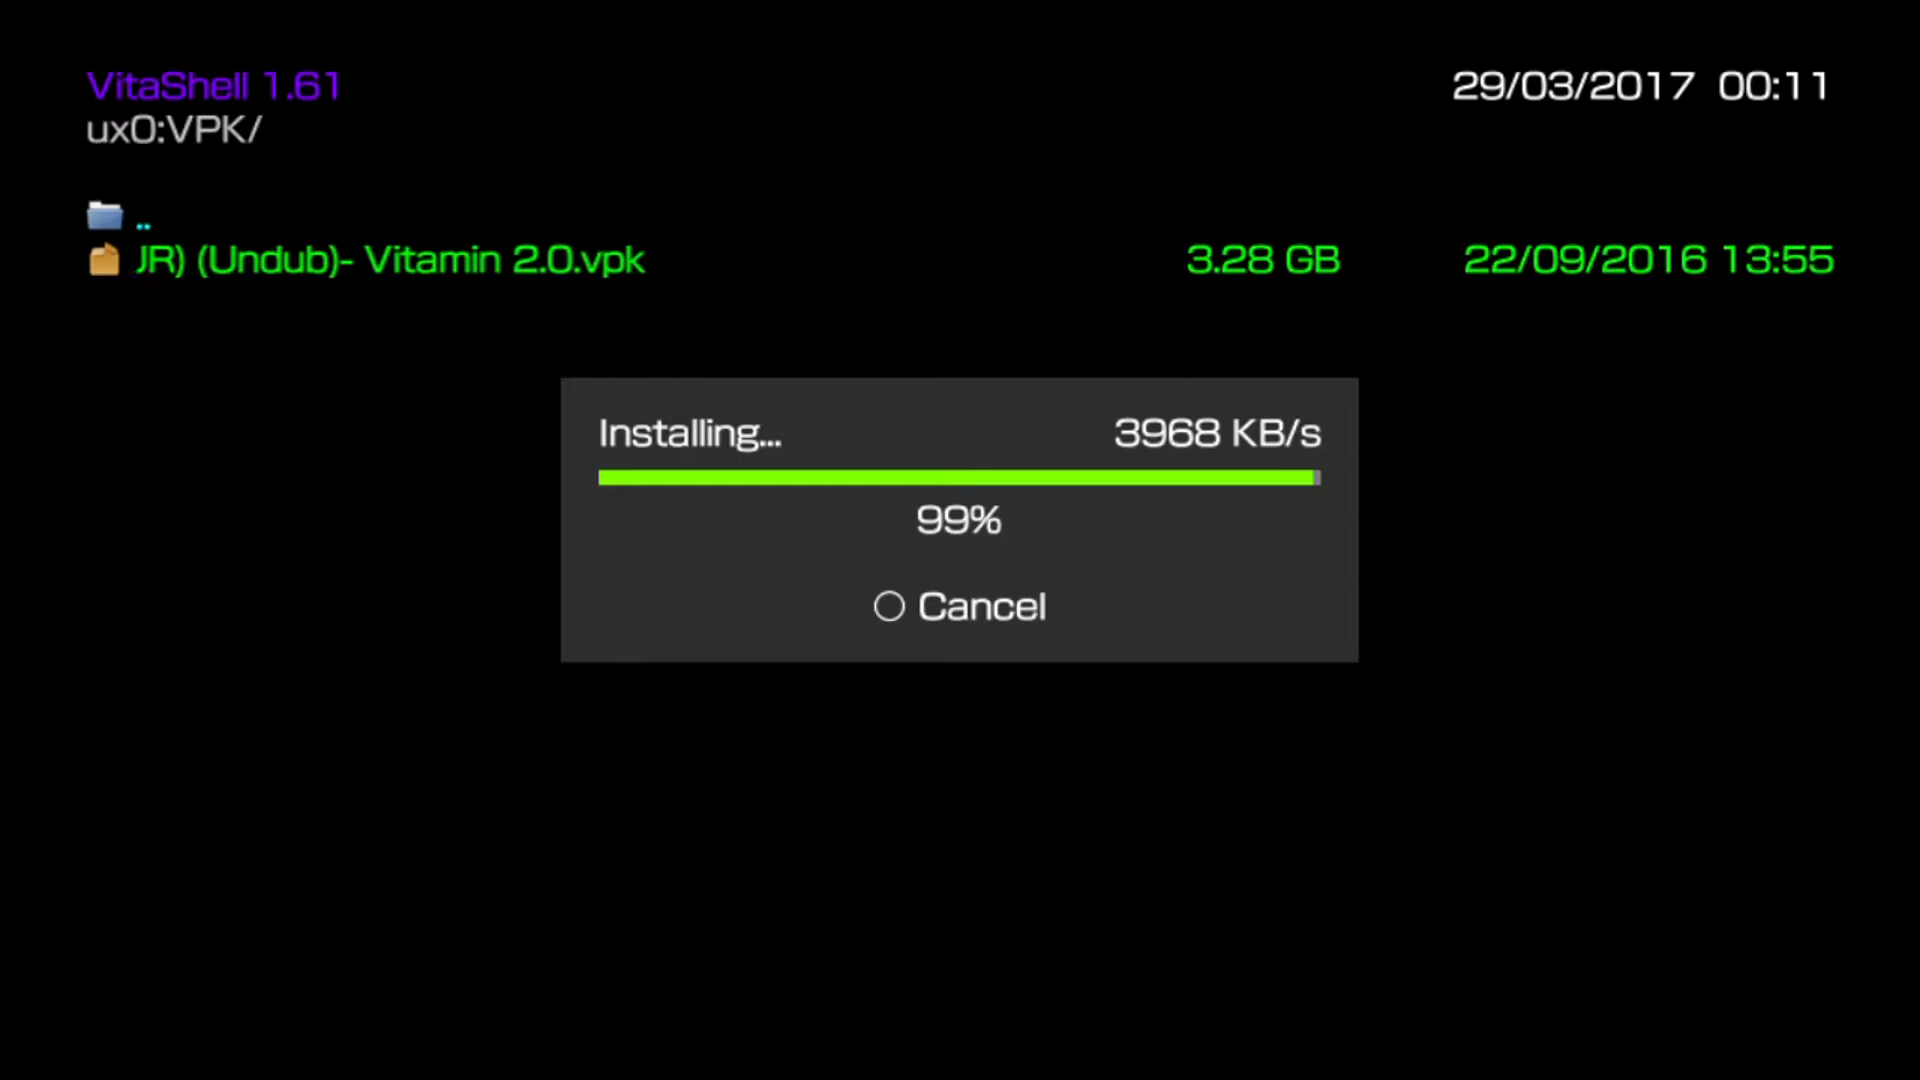 VitaShell 1.61 29/03/2017 00:11
ux0:VPK/
..
JR) (Undub)- Vitamin 2.0.vpk 3.28 GB 22/09/2016 13:55
Installing... 3968 KB/s
99%
Cancel